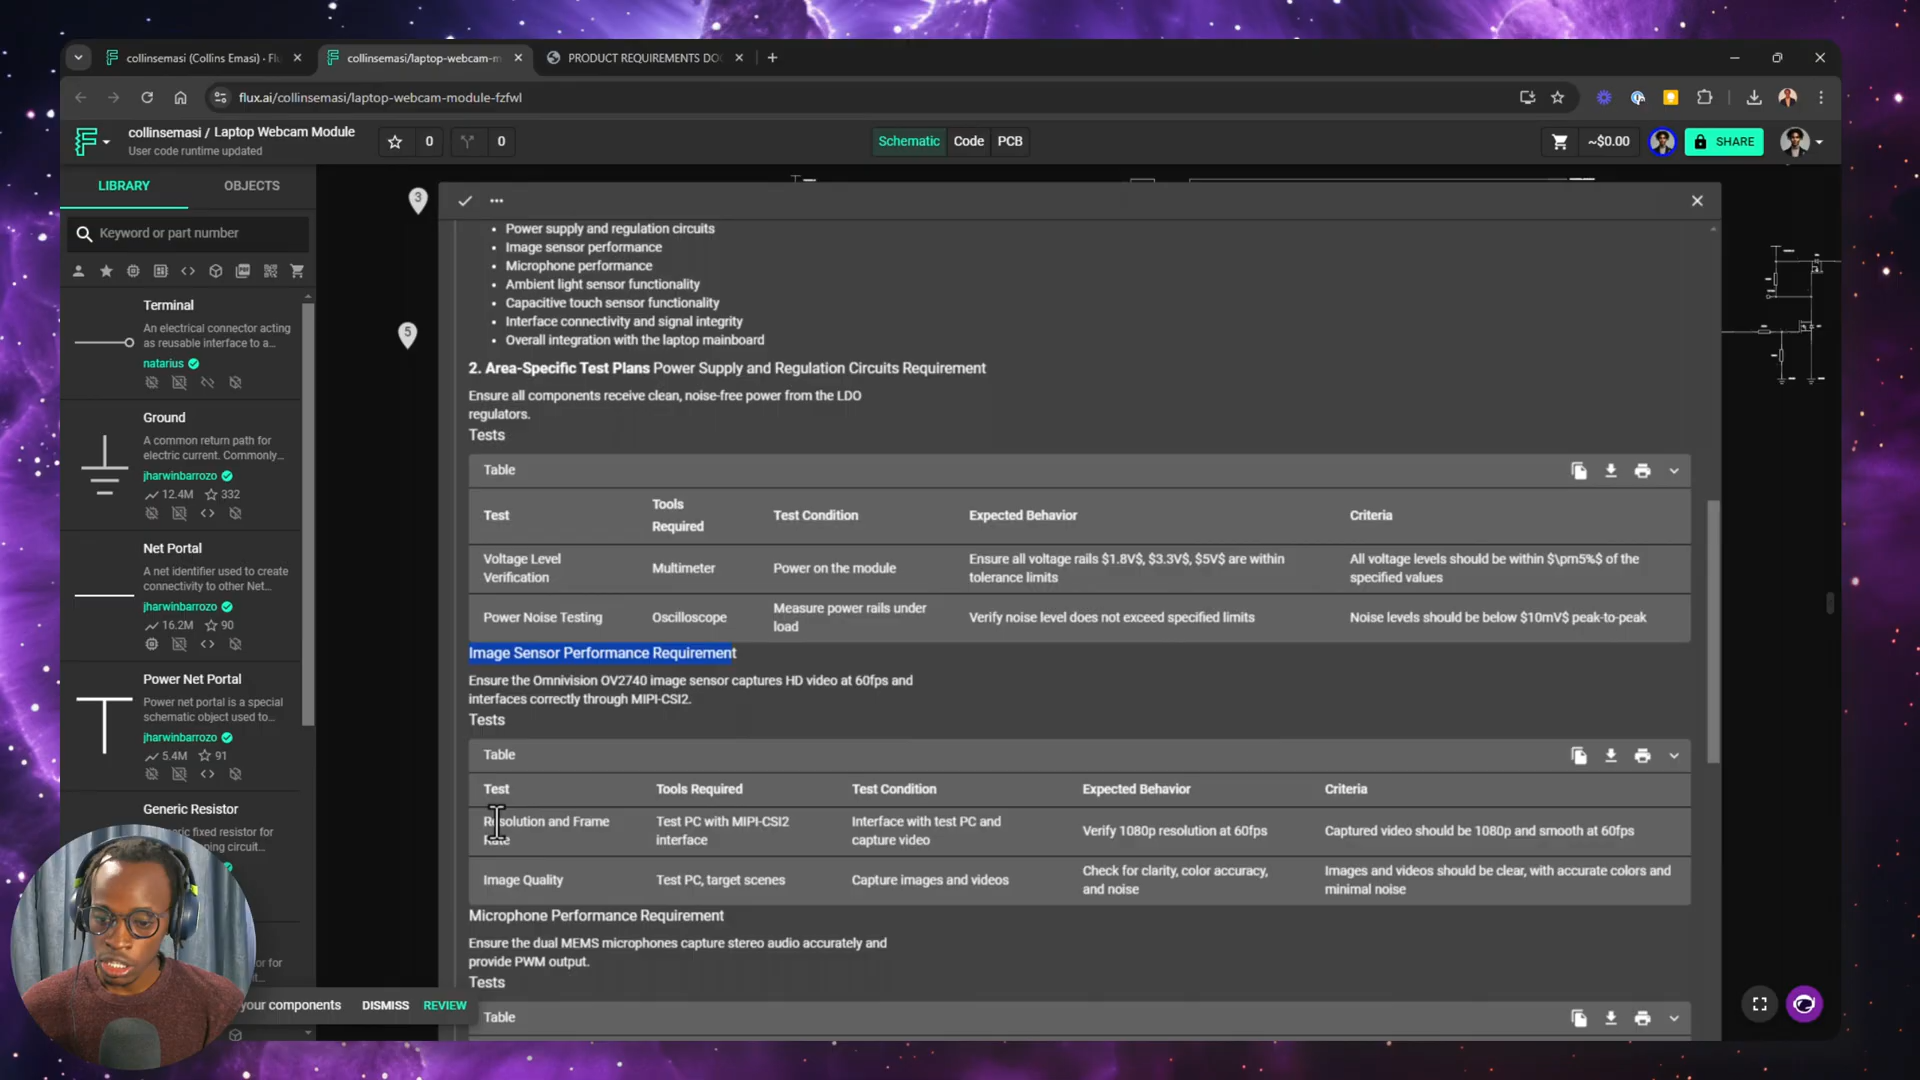 collinsemasi (Collins Emasi) · Fl
collinsemasi/laptop-webcam-m
PRODUCT REQUIREMENTS DO
flux.ai/collinsemasi/laptop-webcam-module-fzfwl
collinsemasi / Laptop Webcam Module
User code runtime updated
0
0
Schematic
Code
PCB
~$0.00
SHARE
LIBRARY
OBJECTS
Keyword or part number
Terminal
An electrical connector acting
as reusable interface to a...
natarius
Ground
A common return path for
electric current. Commonly...
jharwinbarrozo
12.4M
332
Net Portal
A net identifier used to create
connectivity to other Net...
jharwinbarrozo
16.2M
90
Power Net Portal
Power net portal is a special
schematic object used to...
jharwinbarrozo
5.4M
91
Generic Resistor
fixed resistor for
ping circuit...
or for
3
5
• Power supply and regulation circuits
• Image sensor performance
• Microphone performance
• Ambient light sensor functionality
• Capacitive touch sensor functionality
• Interface connectivity and signal integrity
• Overall integration with the laptop mainboard
2. Area-Specific Test Plans Power Supply and Regulation Circuits Requirement
Ensure all components receive clean, noise-free power from the LDO
regulators.
Tests
Table
Test
Tools
Required
Test Condition
Expected Behavior
Criteria
Voltage Level
Verification
Multimeter
Power on the module
Ensure all voltage rails $1.8V$, $3.3V$, $5V$ are within
tolerance limits
All voltage levels should be within $\pm5%$ of the
specified values
Power Noise Testing
Oscilloscope
Measure power rails under
load
Verify noise level does not exceed specified limits
Noise levels should be below $10mV$ peak-to-peak
Image Sensor Performance Requirement
Ensure the Omnivision OV2740 image sensor captures HD video at 60fps and
interfaces correctly through MIPI-CSI2.
Tests
Table
Test
Tools Required
Test Condition
Expected Behavior
Criteria
Resolution and Frame
Rate
Test PC with MIPI-CSI2
interface
Interface with test PC and
capture video
Verify 1080p resolution at 60fps
Captured video should be 1080p and smooth at 60fps
Image Quality
Test PC, target scenes
Capture images and videos
Check for clarity, color accuracy,
and noise
Images and videos should be clear, with accurate colors and
minimal noise
Microphone Performance Requirement
Ensure the dual MEMS microphones capture stereo audio accurately and
provide PWM output.
Tests
Table
your components
DISMISS
REVIEW